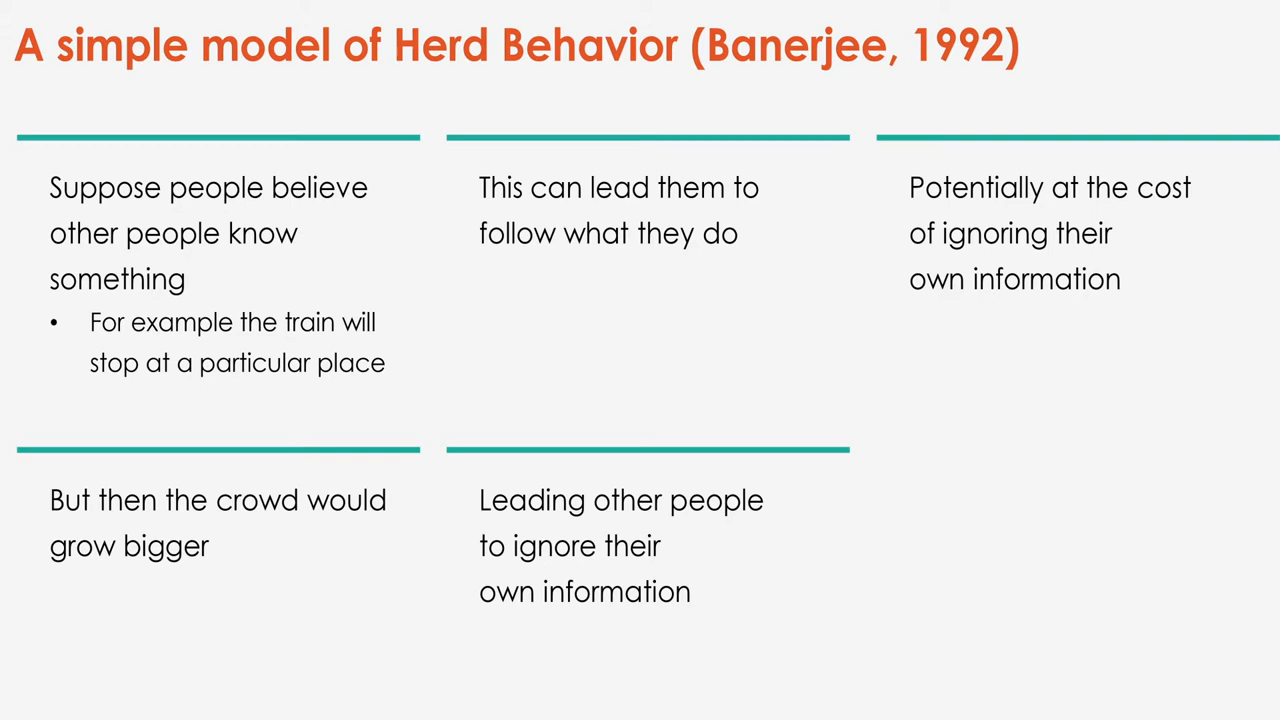 A simple model of Herd Behavior (Banerjee, 1992)
Suppose people believe
other people know
something
• For example the train will
stop at a particular place
This can lead them to
follow what they do
Potentially at the cost
of ignoring their
own information
But then the crowd would
grow bigger
Leading other people
to ignore their
own information